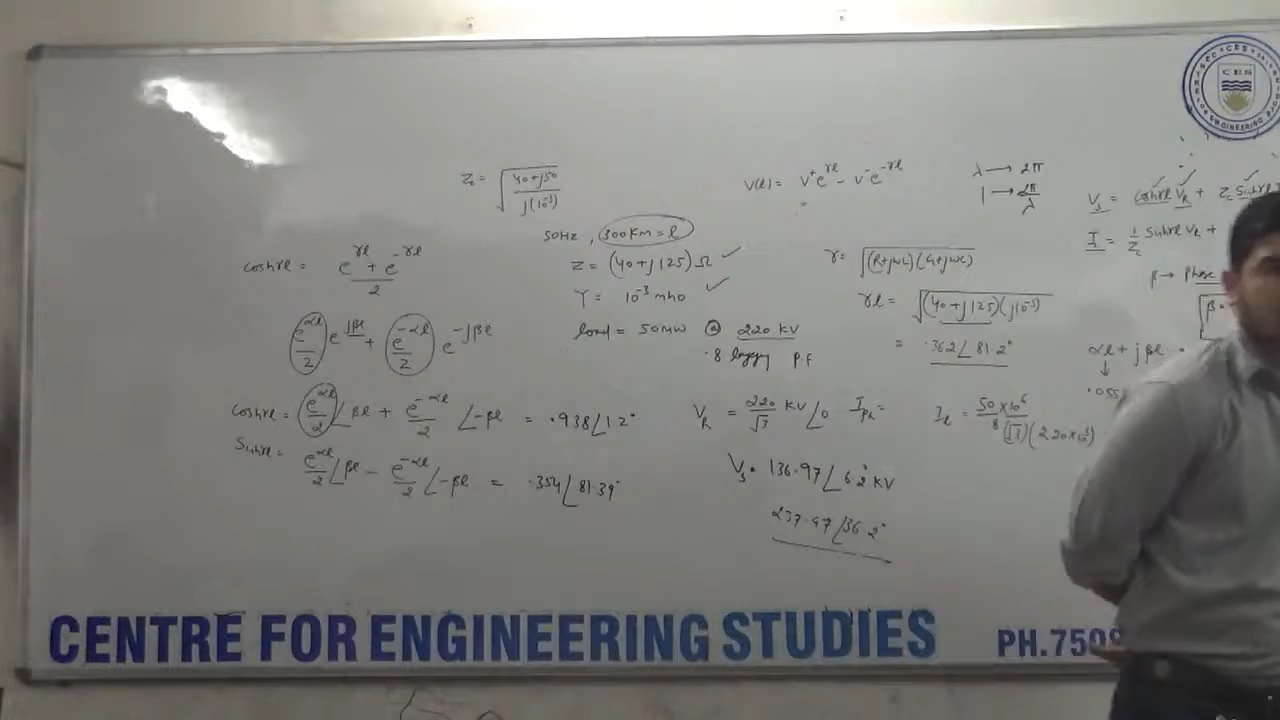 Z₀ = √((40+j50)/(j(10⁻³)))
V(l) = V⁺e^γl − V⁻e^−γl
λ → 2π
1 → 2π/λ
50HZ, 300KM = l
Z = (40+j125)Ω
Y = 10⁻³ mho
load = 50MW @ 220 KV
.8 lagging P.F
coshγl = (e^γl + e^−γl)/2
(e^αl/2) e^jβl + (e^−αl/2) e^−jβl
coshγl = e^αl/2 ∠βl + e^−αl/2 ∠−βl = .938∠1.2°
Sinhγl = e^αl/2 ∠βl − e^−αl/2 ∠−βl = .354∠81.39°
γ = √((R+jωL)(G+jωC))
γl = √((40+j125)(j10⁻³))
= .362∠81.2°
V_R = 220/√3 KV∠0
I_l = 50×10⁶/.8(√3)(220×10³)
V_S = 136.97∠6.2° KV
237.97∠36.2°
V_S = coshγl V_R + Z_c Sinhγl
I = 1/Z_c Sinhγl V_R +
β → Phase
β =
αl + jβl
↓
.055
CES
CENTRE FOR ENGINEERING STUDIES
PH.7509